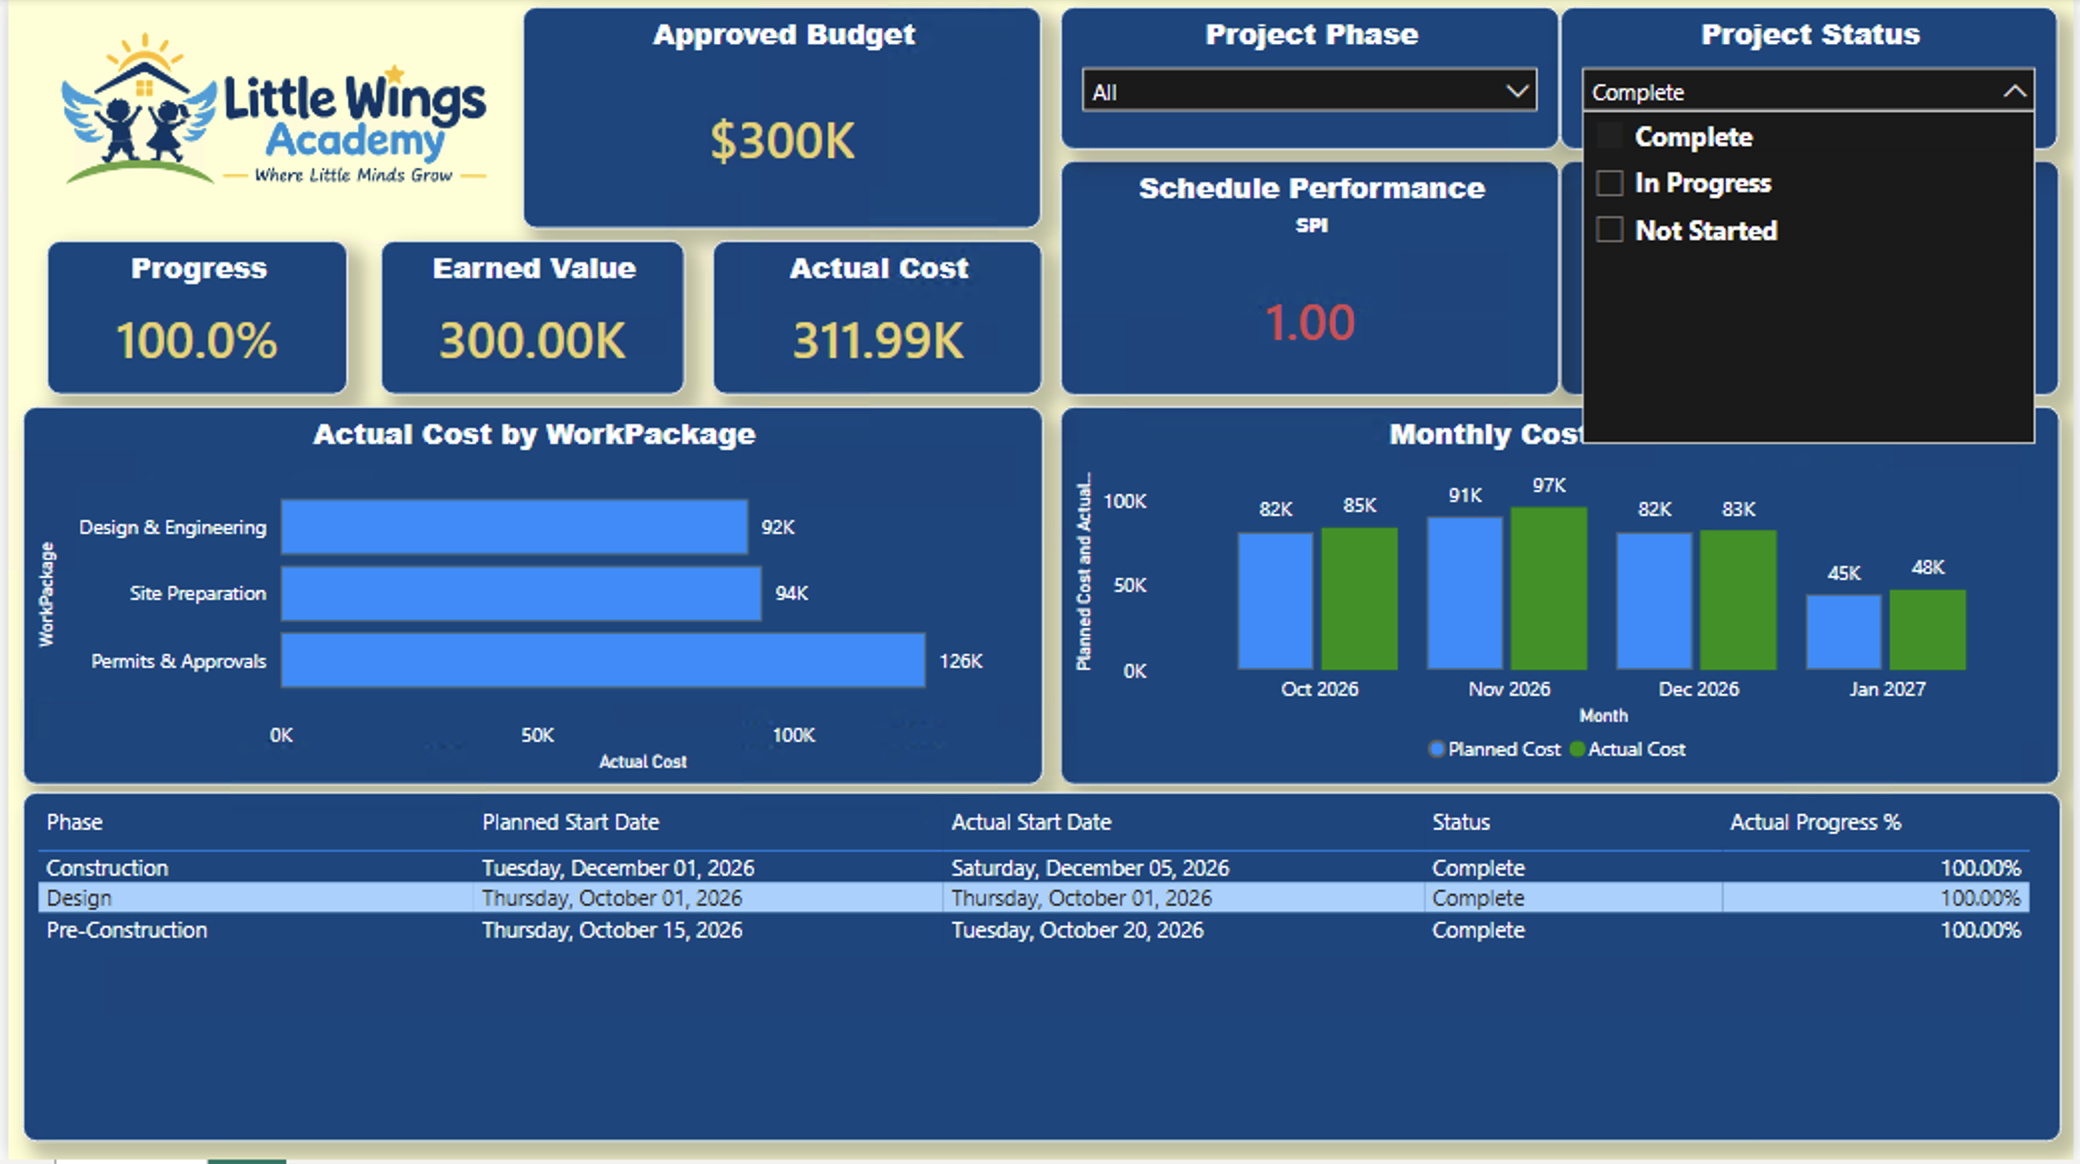 Little Wings
Academy
Where Little Minds Grow
Approved Budget
$300K
Project Phase
All
Project Status
Complete
Complete
In Progress
Not Started
Schedule Performance
SPI
1.00
Progress
100.0%
Earned Value
300.00K
Actual Cost
311.99K
Actual Cost by WorkPackage
WorkPackage
Design & Engineering
92K
Site Preparation
94K
Permits & Approvals
126K
0K
50K
100K
Actual Cost
Monthly Cost
Planned Cost and Actual...
100K
50K
0K
82K
85K
91K
97K
82K
83K
45K
48K
Oct 2026
Nov 2026
Dec 2026
Jan 2027
Month
Planned Cost
Actual Cost
Phase Planned Start Date Actual Start Date Status Actual Progress %
Construction Tuesday, December 01, 2026 Saturday, December 05, 2026 Complete 100.00%
Design Thursday, October 01, 2026 Thursday, October 01, 2026 Complete 100.00%
Pre-Construction Thursday, October 15, 2026 Tuesday, October 20, 2026 Complete 100.00%